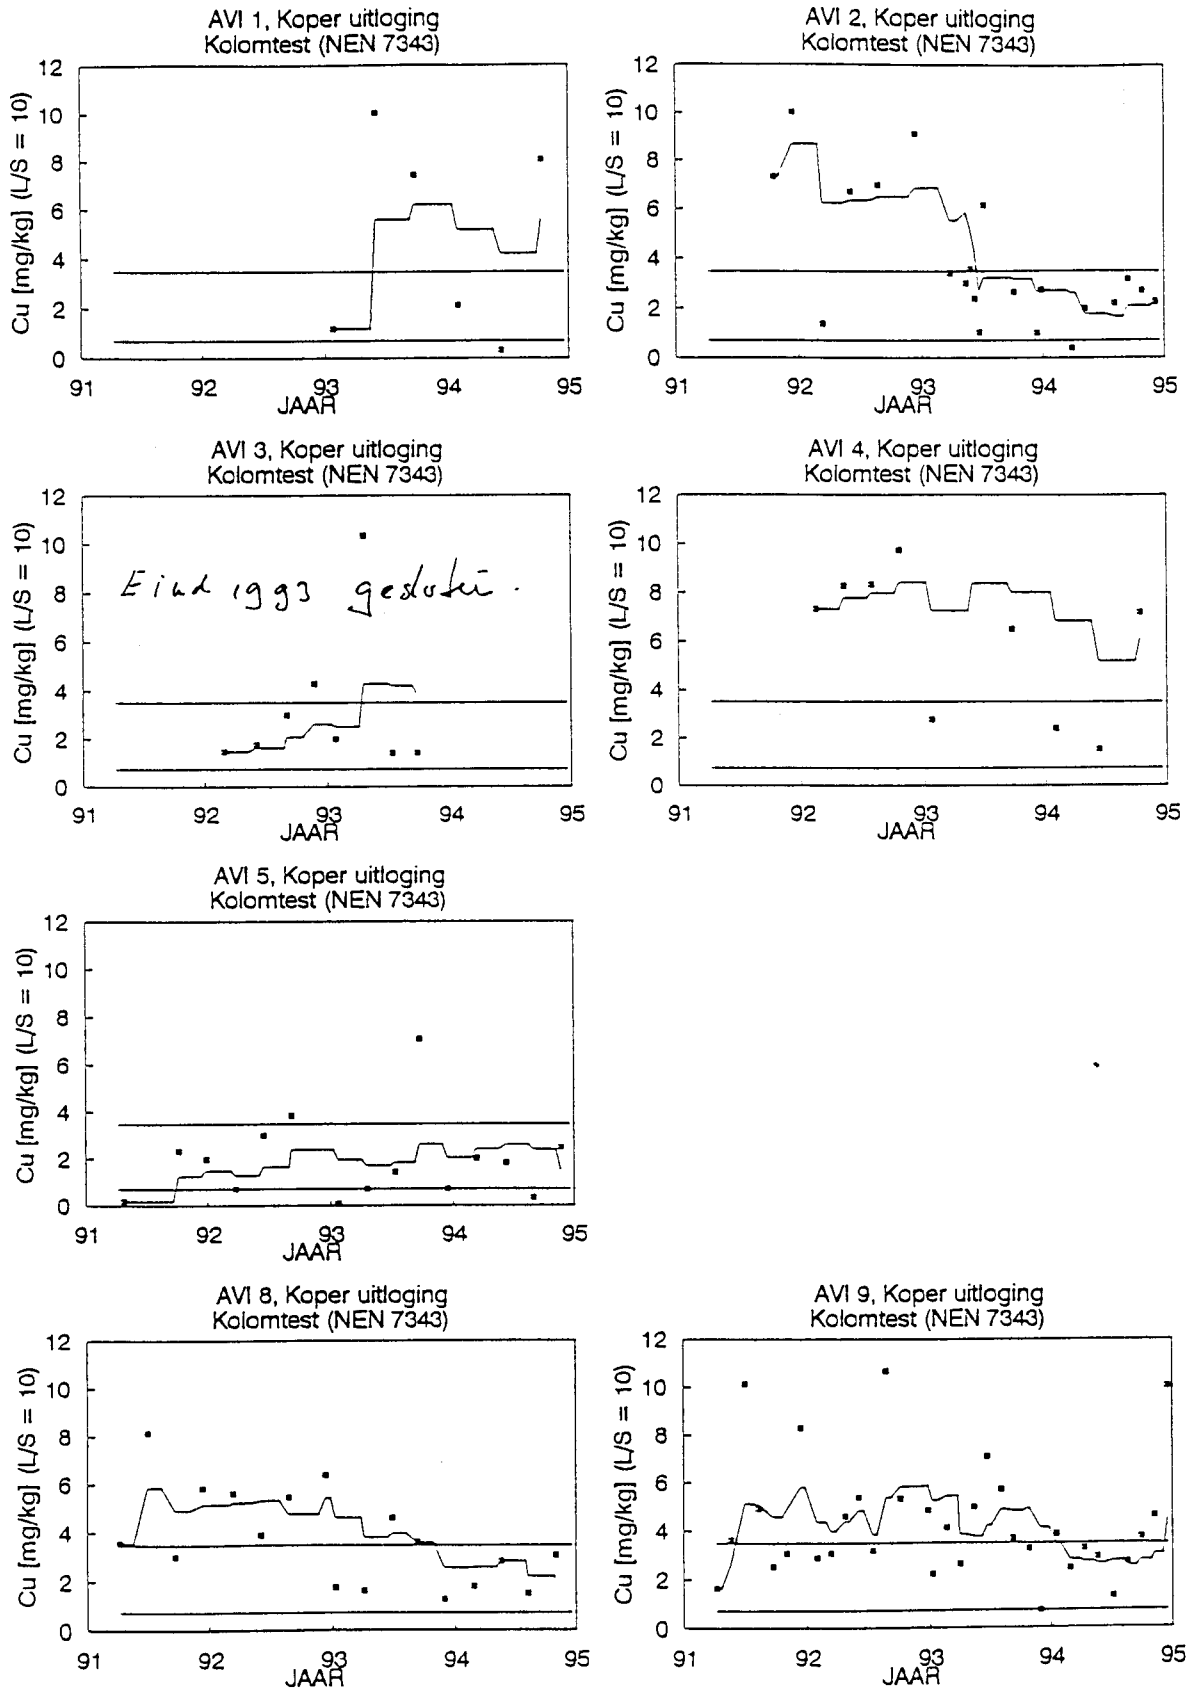 AVI 1, Koper uitloging
Kolomtest (NEN 7343)
Cu [mg/kg] (L/S = 10)
12
10
8
6
4
2
0
91 92 93 94 95
JAAR
AVI 2, Koper uitloging
Kolomtest (NEN 7343)
Cu [mg/kg] (L/S = 10)
12
10
8
6
4
2
0
91 92 93 94 95
JAAR
AVI 3, Koper uitloging
Kolomtest (NEN 7343)
Cu [mg/kg] (L/S = 10)
12
10
8
6
4
2
0
Eind 1993 gesloten.
91 92 93 94 95
JAAR
AVI 4, Koper uitloging
Kolomtest (NEN 7343)
Cu [mg/kg] (L/S = 10)
12
10
8
6
4
2
0
91 92 93 94 95
JAAR
AVI 5, Koper uitloging
Kolomtest (NEN 7343)
Cu [mg/kg] (L/S = 10)
12
10
8
6
4
2
0
91 92 93 94 95
JAAR
AVI 8, Koper uitloging
Kolomtest (NEN 7343)
Cu [mg/kg] (L/S = 10)
12
10
8
6
4
2
0
91 92 93 94 95
JAAR
AVI 9, Koper uitloging
Kolomtest (NEN 7343)
Cu [mg/kg] (L/S = 10)
12
10
8
6
4
2
0
91 92 93 94 95
JAAR